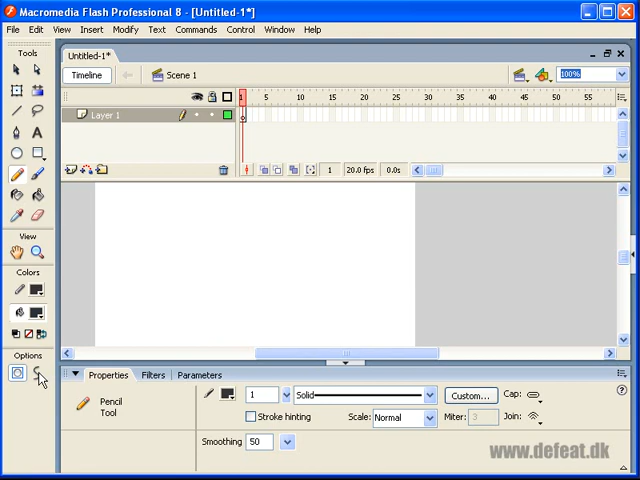 Macromedia Flash Professional 8 - [Untitled-1*]
File Edit View Insert Modify Text Commands Control Window Help
Tools
Untitled-1*
Timeline
Scene 1
100%
1 5 10 15 20 25 30 35 40 45 50 55
Layer 1
1 20.0 fps 0.0s
View
Colors
Options
Properties Filters Parameters
Pencil
Tool
1 Solid Custom... Cap:
Stroke hinting Scale: Normal Miter: 3 Join:
Smoothing 50
www.defeat.dk